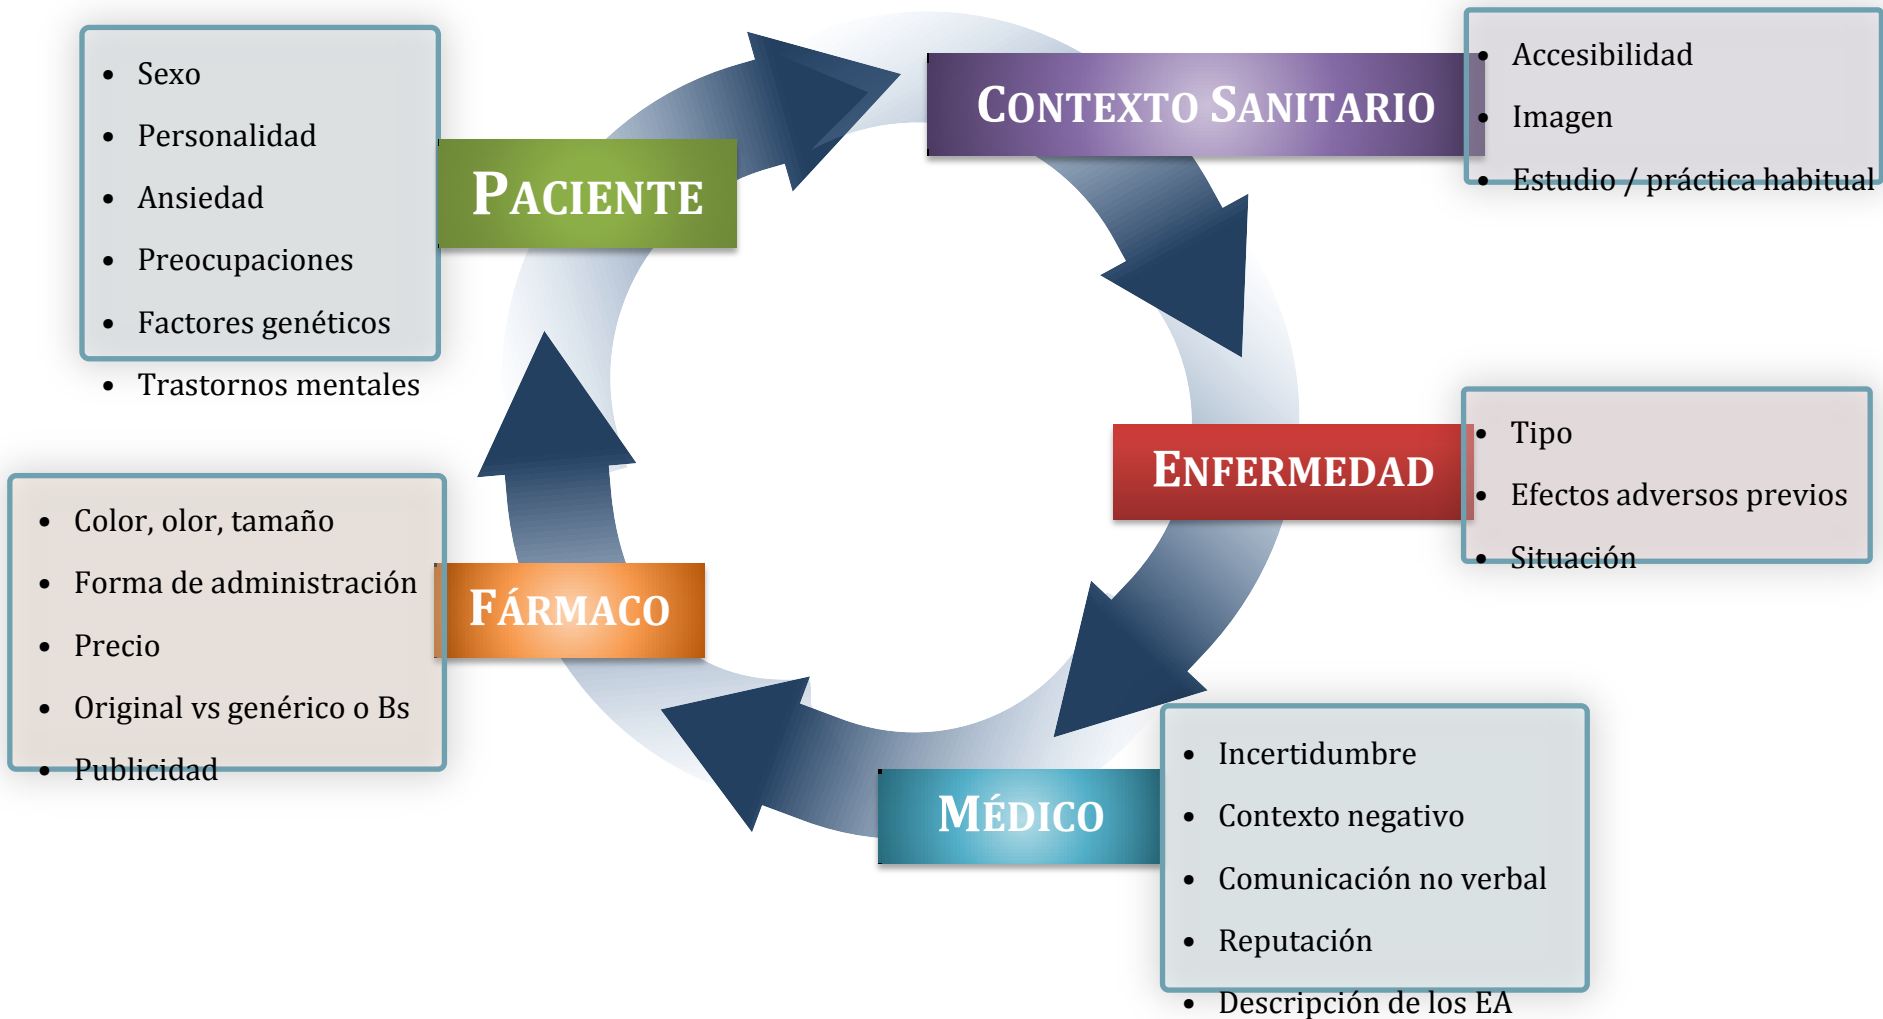 PACIENTE
• Sexo
• Personalidad
• Ansiedad
• Preocupaciones
• Factores genéticos
• Trastornos mentales
CONTEXTO SANITARIO
• Accesibilidad
• Imagen
• Estudio / práctica habitual
ENFERMEDAD
• Tipo
• Efectos adversos previos
• Situación
MÉDICO
• Incertidumbre
• Contexto negativo
• Comunicación no verbal
• Reputación
• Descripción de los EA
FÁRMACO
• Color, olor, tamaño
• Forma de administración
• Precio
• Original vs genérico o Bs
• Publicidad